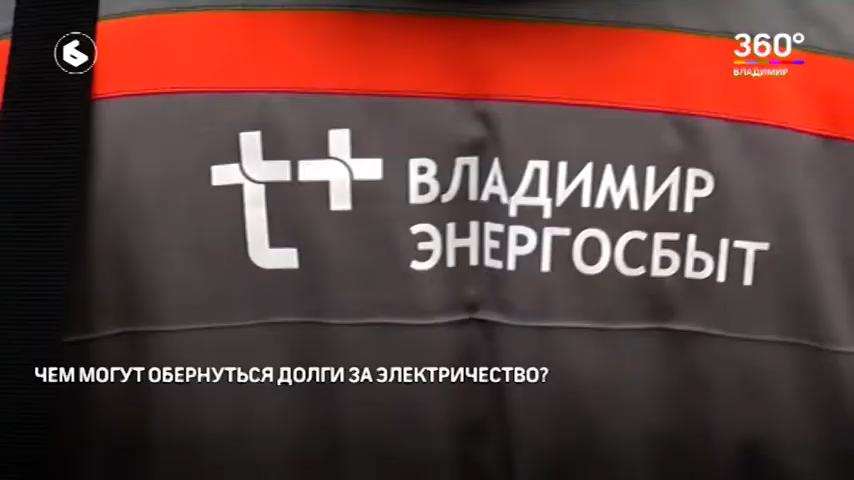 360°
ВЛАДИМИР
t+
ВЛАДИМИР
ЭНЕРГОСБЫТ
ЧЕМ МОГУТ ОБЕРНУТЬСЯ ДОЛГИ ЗА ЭЛЕКТРИЧЕСТВО?